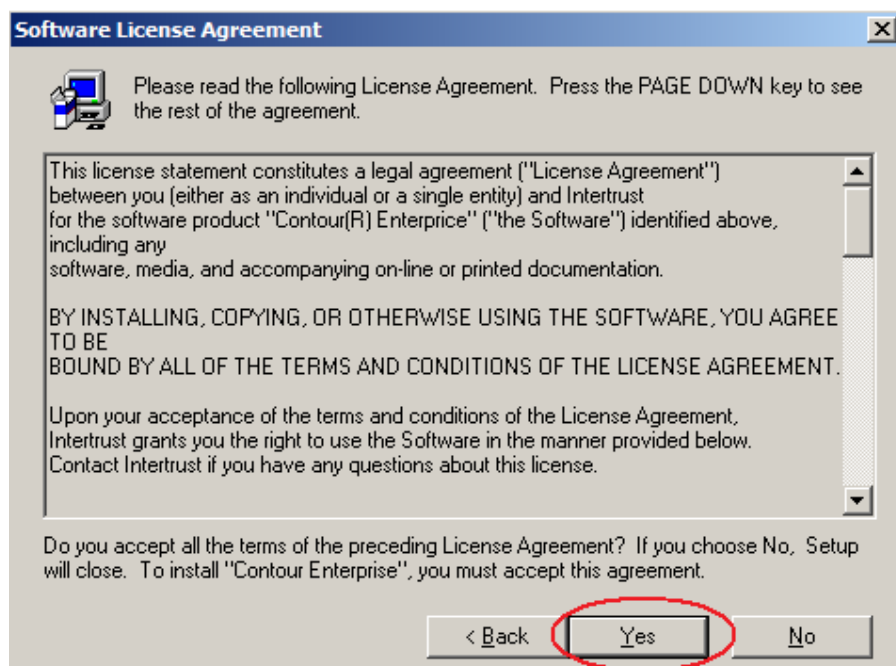 Software License Agreement
Please read the following License Agreement. Press the PAGE DOWN key to see
the rest of the agreement.
This license statement constitutes a legal agreement ("License Agreement")
between you (either as an individual or a single entity) and Intertrust
for the software product "Contour(R) Enterprice" ("the Software") identified above,
including any
software, media, and accompanying on-line or printed documentation.
BY INSTALLING, COPYING, OR OTHERWISE USING THE SOFTWARE, YOU AGREE
TO BE
BOUND BY ALL OF THE TERMS AND CONDITIONS OF THE LICENSE AGREEMENT.
Upon your acceptance of the terms and conditions of the License Agreement,
Intertrust grants you the right to use the Software in the manner provided below.
Contact Intertrust if you have any questions about this license.
Do you accept all the terms of the preceding License Agreement? If you choose No, Setup
will close. To install "Contour Enterprise", you must accept this agreement.
< Back Yes No